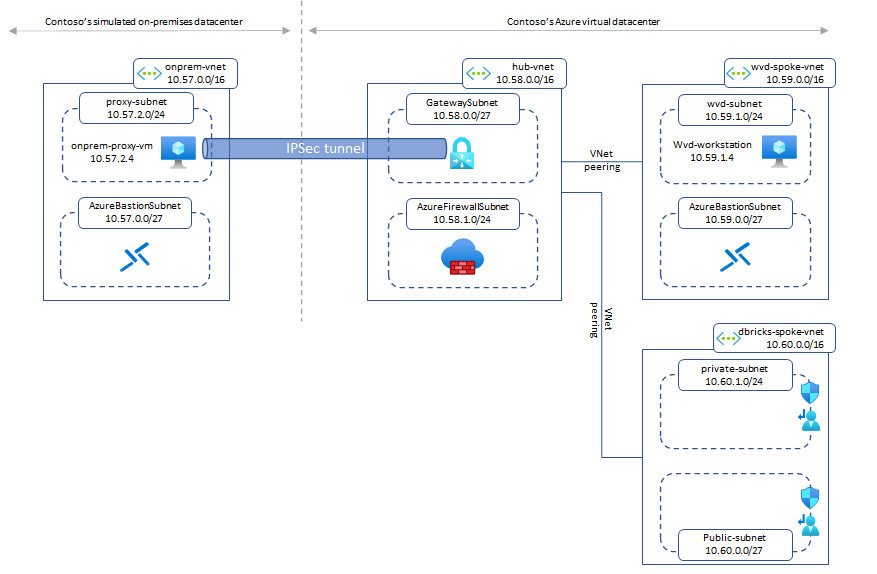 Contoso's simulated on-premises datacenter
Contoso's Azure virtual datacenter
onprem-vnet
10.57.0.0/16
proxy-subnet
10.57.2.0/24
onprem-proxy-vm
10.57.2.4
AzureBastionSubnet
10.57.0.0/27
IPSec tunnel
hub-vnet
10.58.0.0/16
GatewaySubnet
10.58.0.0/27
AzureFirewallSubnet
10.58.1.0/24
VNet
peering
wvd-spoke-vnet
10.59.0.0/16
wvd-subnet
10.59.1.0/24
Wvd-workstation
10.59.1.4
AzureBastionSubnet
10.59.0.0/27
VNet
peering
dbricks-spoke-vnet
10.60.0.0/16
private-subnet
10.60.1.0/24
Public-subnet
10.60.0.0/27